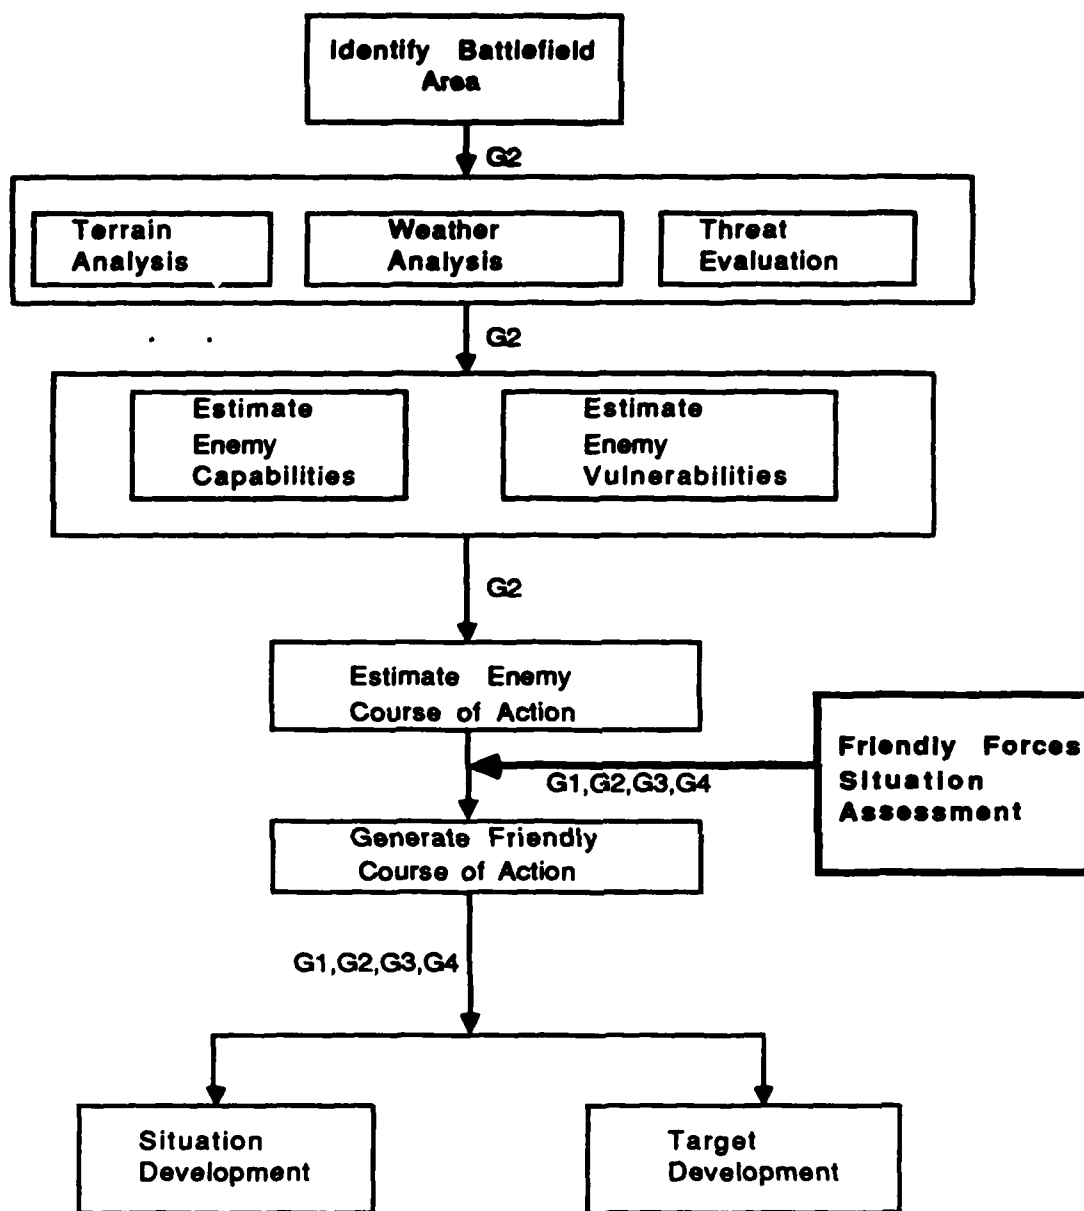 Identify Battlefield
Area
G2
Terrain
Analysis
Weather
Analysis
Threat
Evaluation
G2
Estimate
Enemy
Capabilities
Estimate
Enemy
Vulnerabilities
G2
Estimate Enemy
Course of Action
Friendly Forces
Situation
Assessment
G1,G2,G3,G4
Generate Friendly
Course of Action
G1,G2,G3,G4
Situation
Development
Target
Development